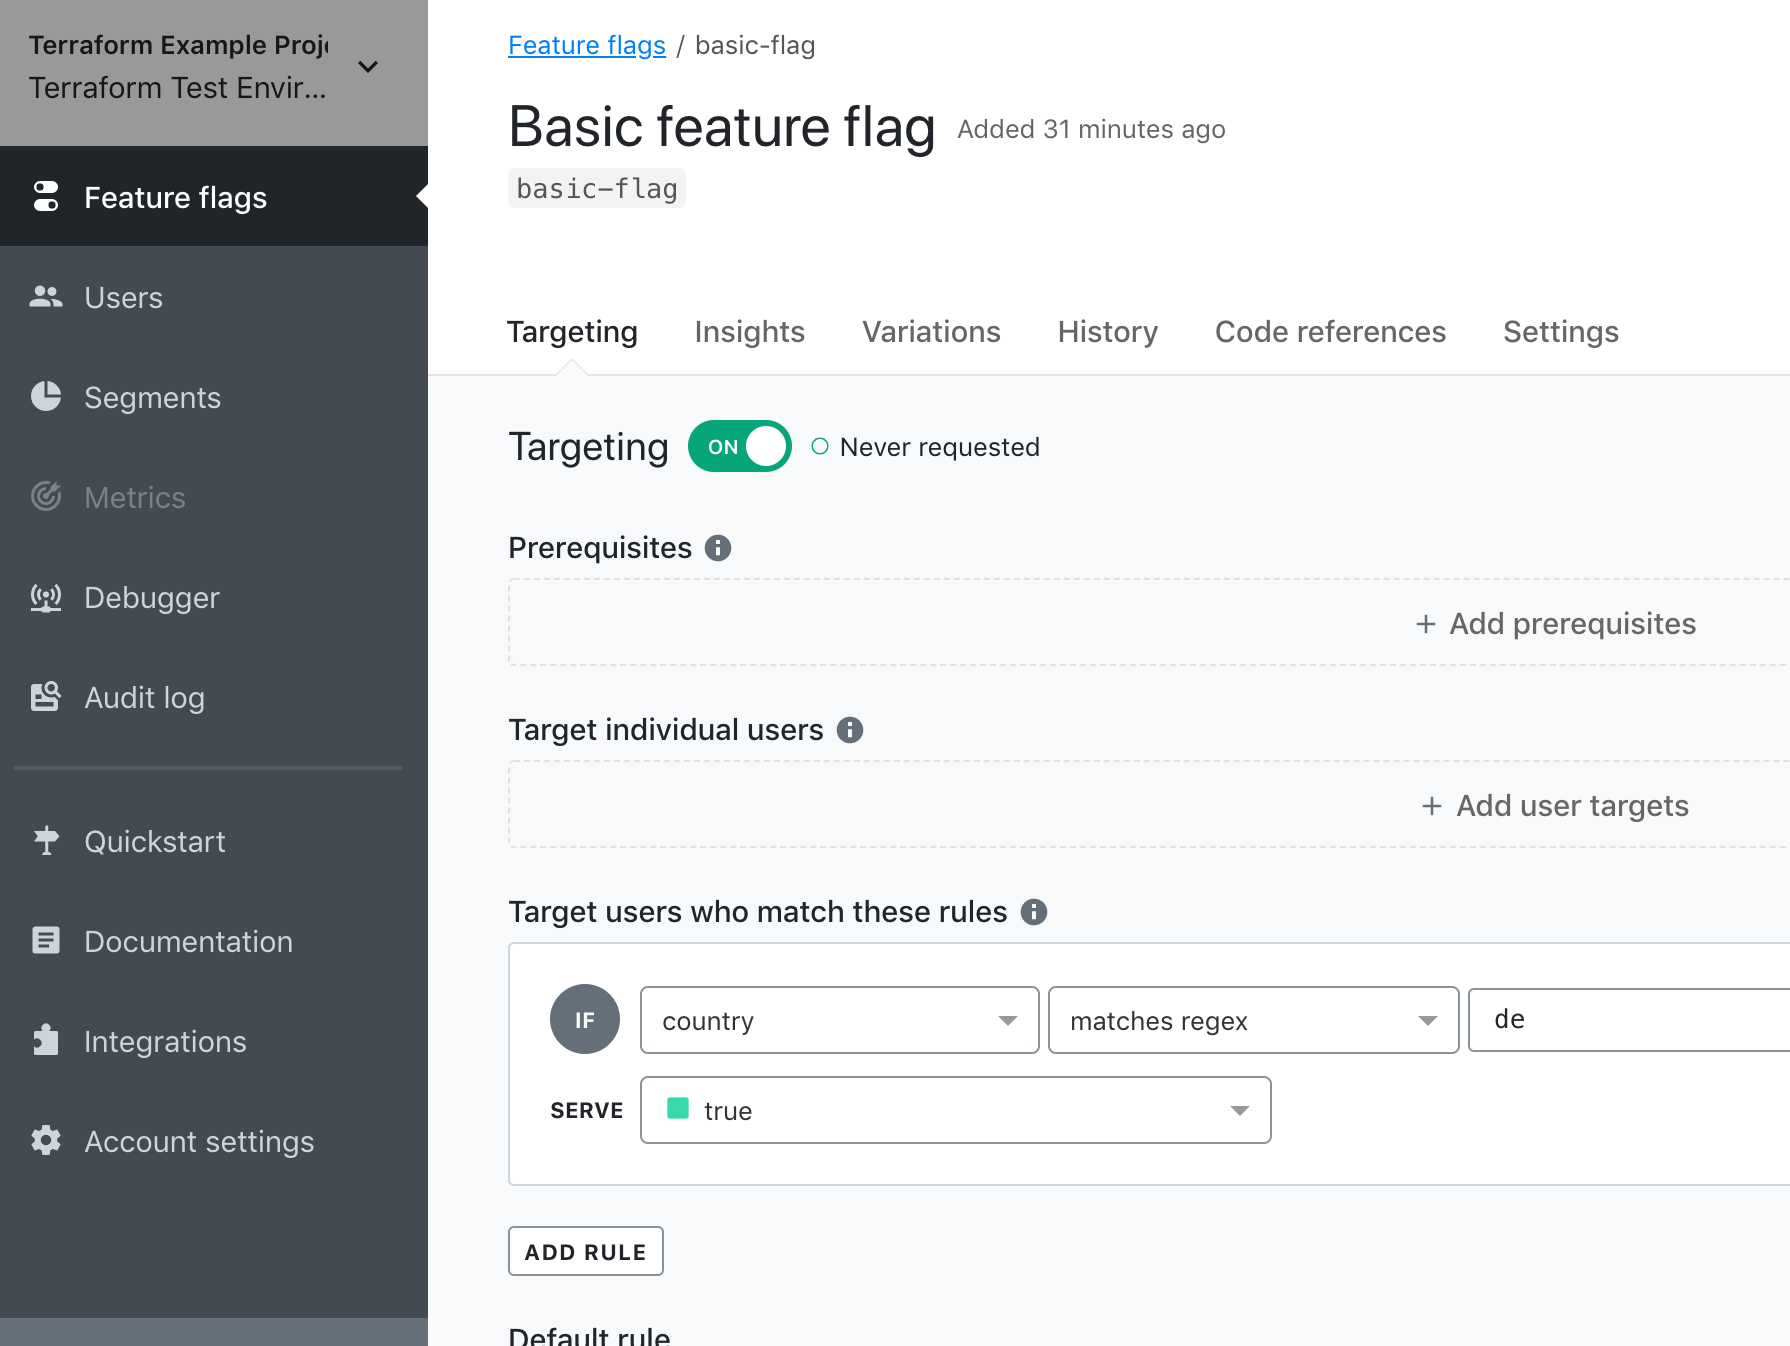 Terraform Example Proje
Terraform Test Envir...
Feature flags
Users
Segments
Metrics
Debugger
Audit log
Quickstart
Documentation
Integrations
Account settings
Feature flags / basic-flag
Basic feature flag Added 31 minutes ago
basic-flag
Targeting Insights Variations History Code references Settings
Targeting ON Never requested
Prerequisites
+ Add prerequisites
Target individual users
+ Add user targets
Target users who match these rules
IF country matches regex de
SERVE true
ADD RULE
Default rule